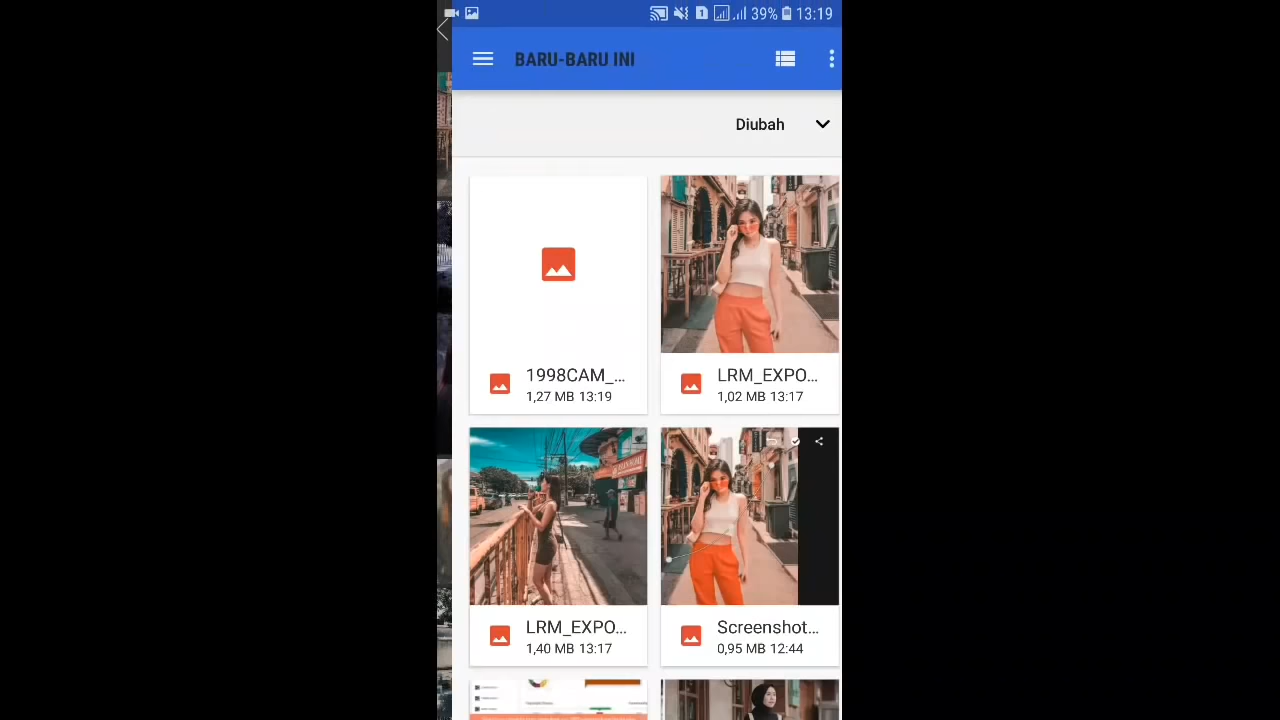 1 39% 13:19
BARU-BARU INI
Diubah
1998CAM_...
1,27 MB 13:19
LRM_EXPO...
1,02 MB 13:17
LRM_EXPO...
1,40 MB 13:17
Screenshot...
0,95 MB 12:44